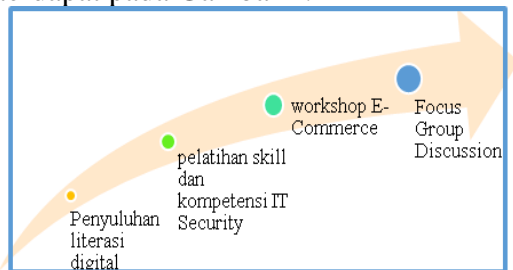 Penyuluhan
literasi
digital
pelatihan skill
dan
kompetensi IT
Security
workshop E-
Commerce
Focus
Group
Discussion